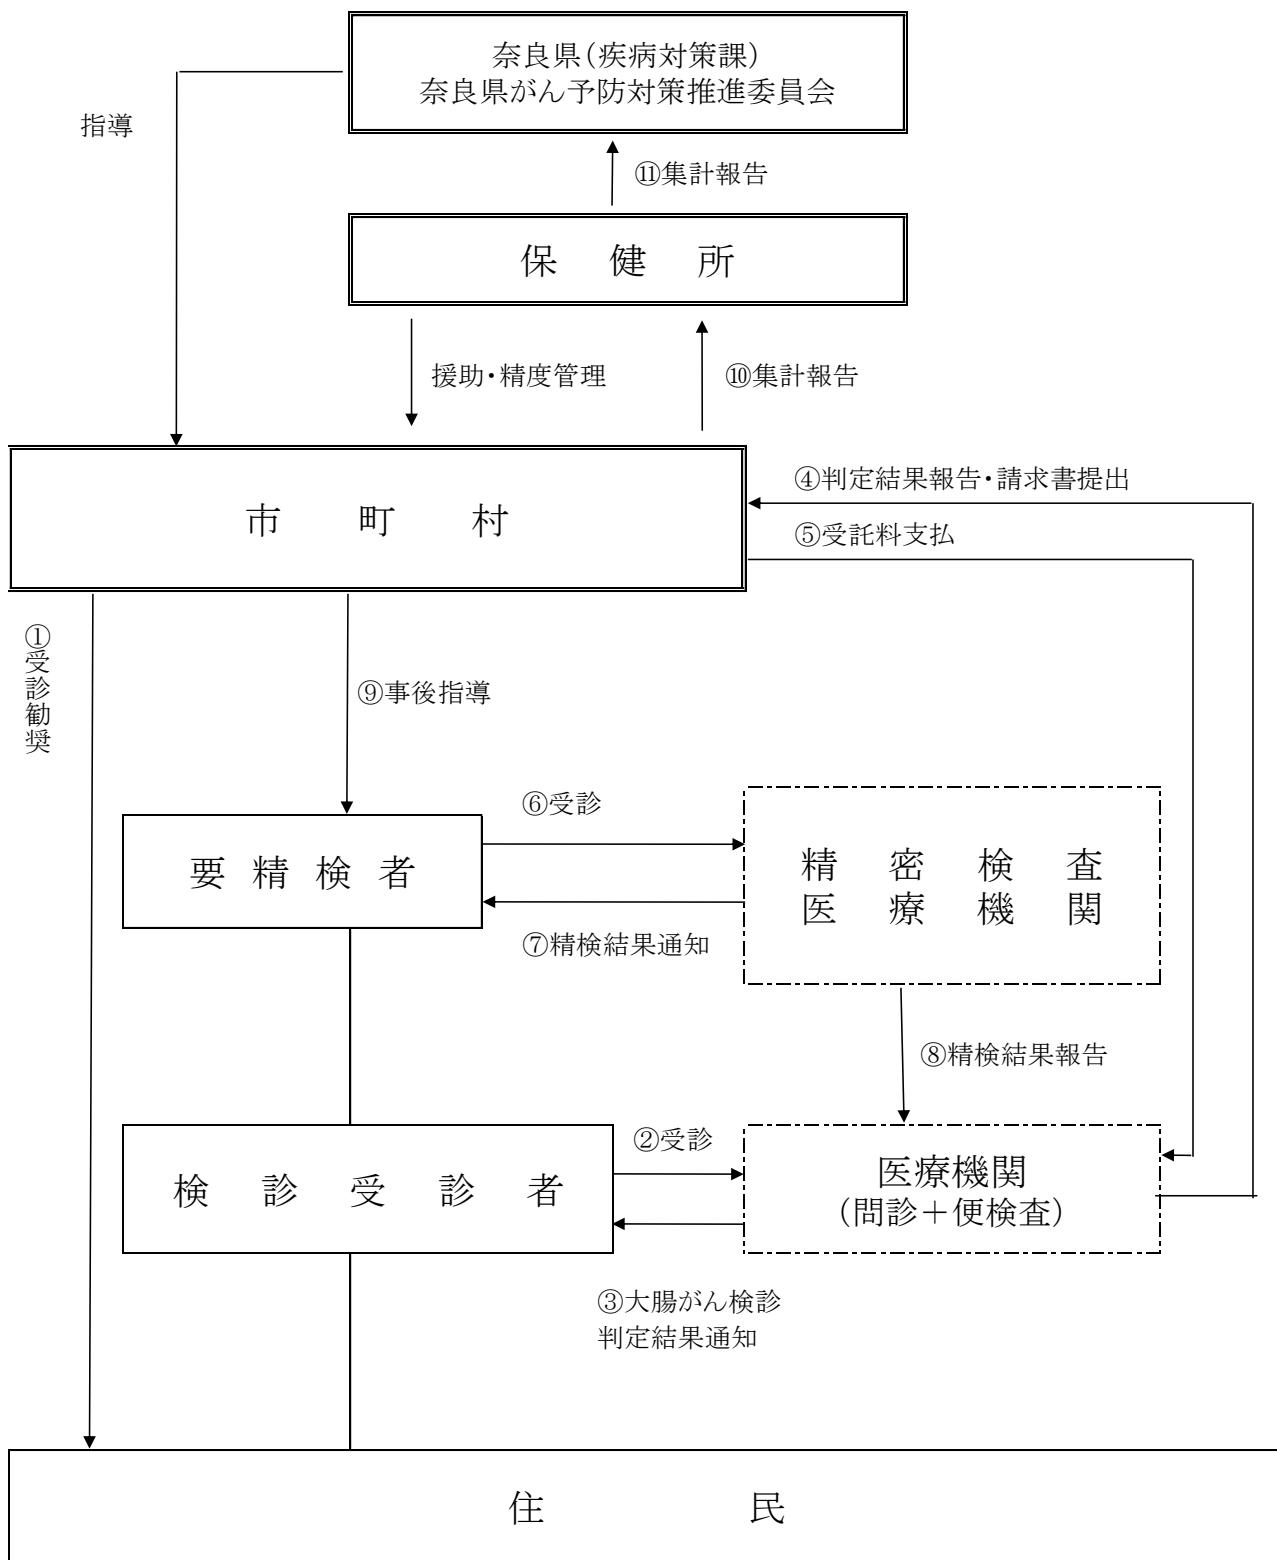 奈良県(疾病対策課)
奈良県がん予防対策推進委員会
指導
⑪集計報告
保健所
援助・精度管理
⑩集計報告
市町村
④判定結果報告・請求書提出
⑤受託料支払
①受診勧奨
⑨事後指導
⑥受診
要精検者
精密検査
医療機関
⑦精検結果通知
⑧精検結果報告
②受診
検診受診者
医療機関
(問診+便検査)
③大腸がん検診
判定結果通知
住民